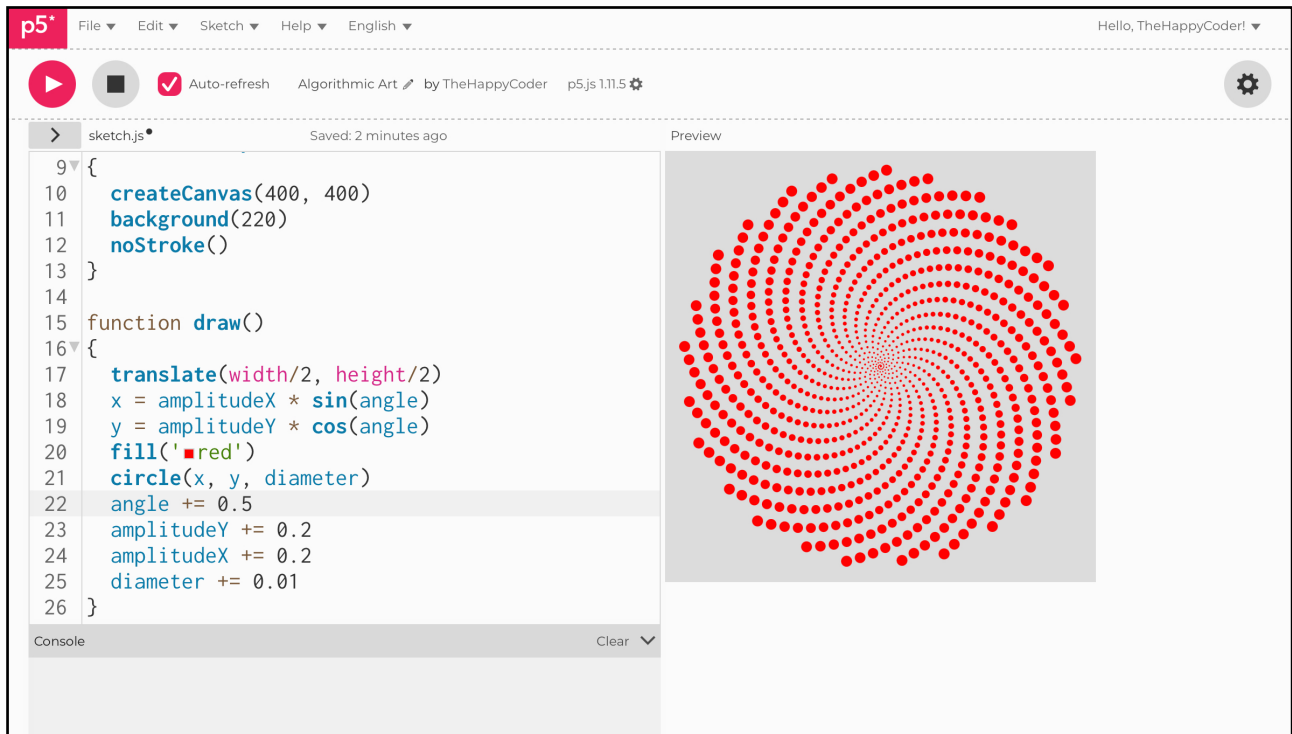 p5* File Edit Sketch Help English Hello, TheHappyCoder!
Auto-refresh Algorithmic Art by TheHappyCoder p5.js 1.11.5
sketch.js Saved: 2 minutes ago Preview
9 {
10 createCanvas(400, 400)
11 background(220)
12 noStroke()
13 }
14
15 function draw()
16 {
17 translate(width/2, height/2)
18 x = amplitudeX * sin(angle)
19 y = amplitudeY * cos(angle)
20 fill('red')
21 circle(x, y, diameter)
22 angle += 0.5
23 amplitudeY += 0.2
24 amplitudeX += 0.2
25 diameter += 0.01
26 }
Console Clear